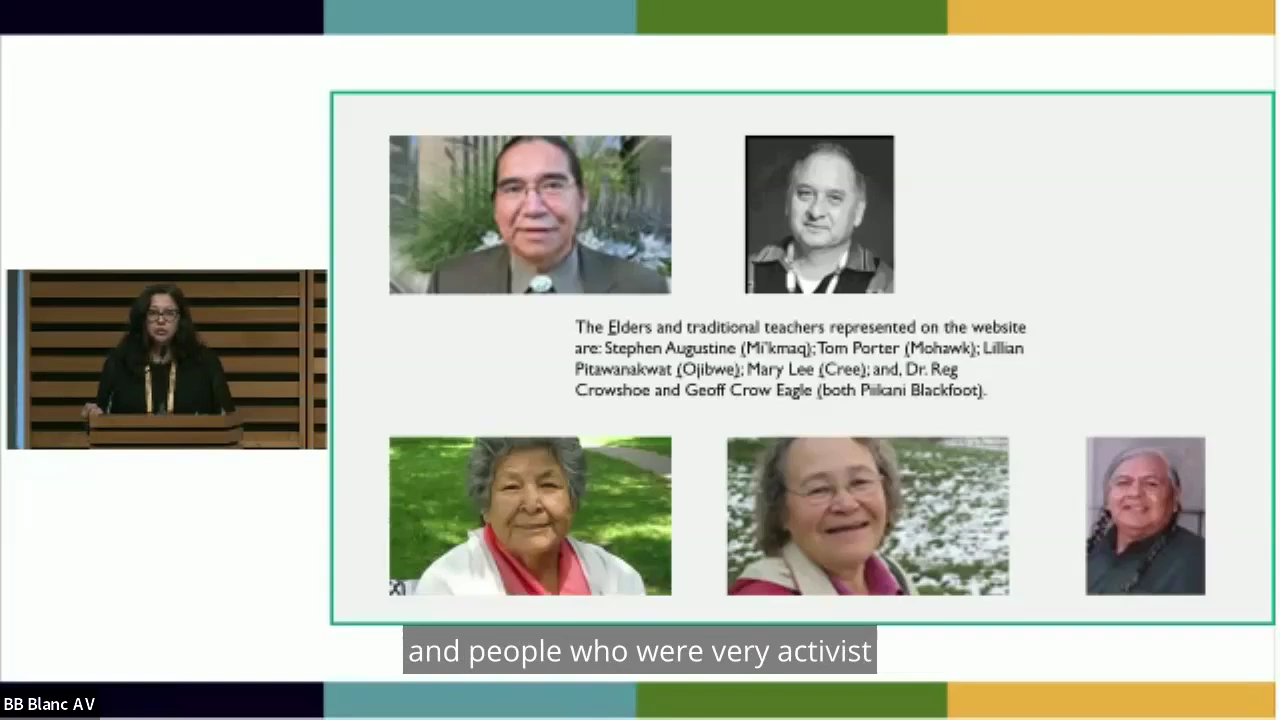 The Elders and traditional teachers represented on the website
are: Stephen Augustine (Mi'kmaq); Tom Porter (Mohawk); Lillian
Pitawanakwat (Ojibwe); Mary Lee (Cree); and, Dr. Reg
Crowshoe and Geoff Crow Eagle (both Piikani Blackfoot).
and people who were very activist
BB Blanc AV